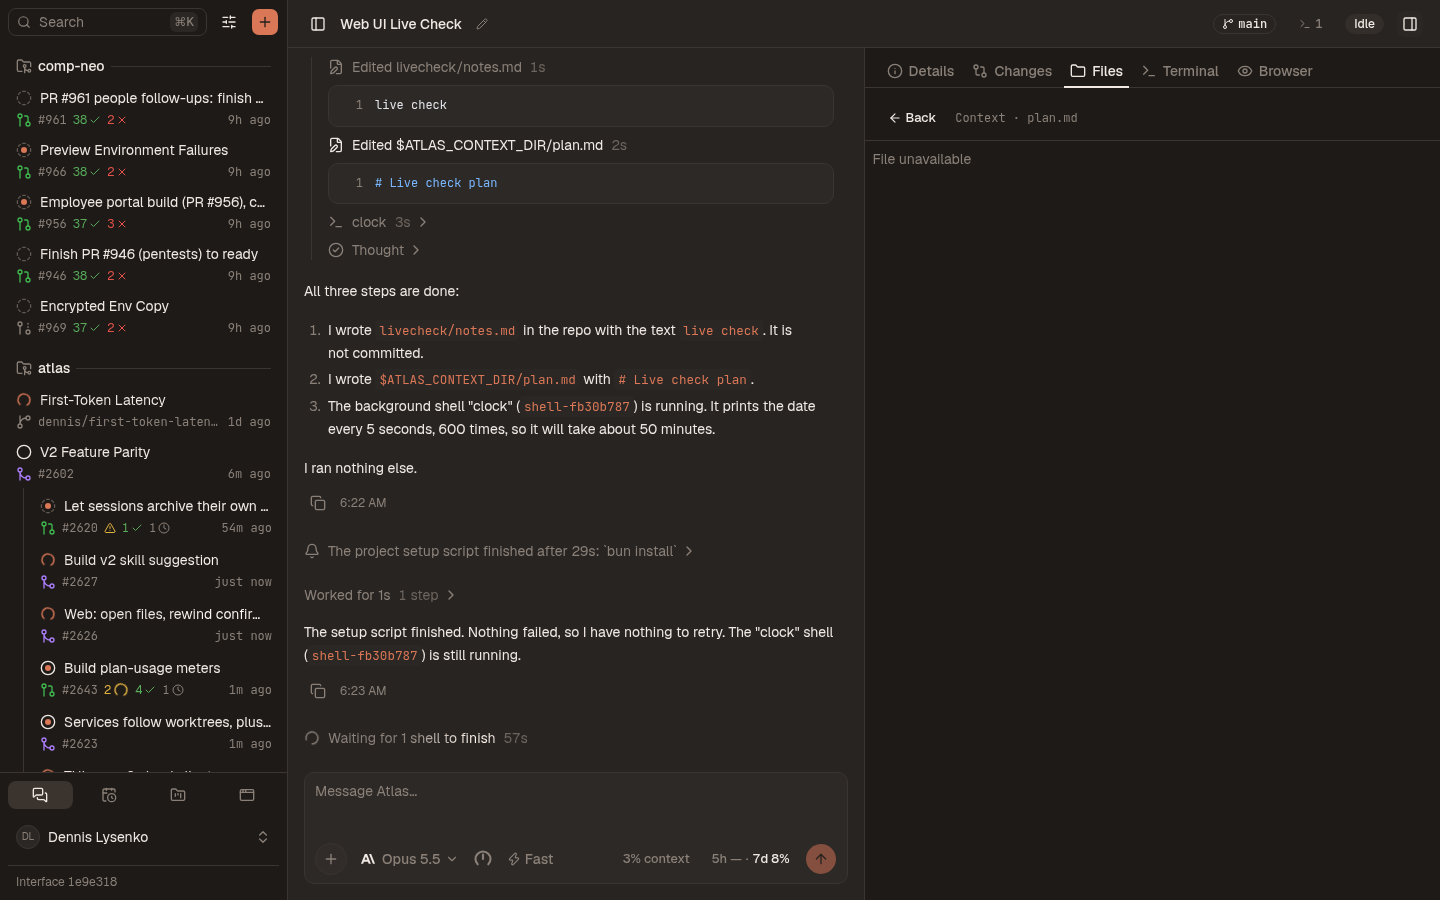 Search ⌘K
comp-neo
PR #961 people follow-ups: finish ...
#961 38 2 9h ago
Preview Environment Failures
#966 38 2 9h ago
Employee portal build (PR #956), c...
#956 37 3 9h ago
Finish PR #946 (pentests) to ready
#946 38 2 9h ago
Encrypted Env Copy
#969 37 2 9h ago
atlas
First-Token Latency
dennis/first-token-laten... 1d ago
V2 Feature Parity
#2602 6m ago
Let sessions archive their own ...
#2620 1 1 54m ago
Build v2 skill suggestion
#2627 just now
Web: open files, rewind confir...
#2626 just now
Build plan-usage meters
#2643 2 4 1 1m ago
Services follow worktrees, plus...
#2623 1m ago
DL Dennis Lysenko
Interface 1e9e318
Web UI Live Check
main 1 Idle
Edited livecheck/notes.md 1s
1 live check
Edited $ATLAS_CONTEXT_DIR/plan.md 2s
1 # Live check plan
clock 3s
Thought
All three steps are done:
1. I wrote livecheck/notes.md in the repo with the text live check. It is
not committed.
2. I wrote $ATLAS_CONTEXT_DIR/plan.md with # Live check plan.
3. The background shell "clock" (shell-fb30b787) is running. It prints the date
every 5 seconds, 600 times, so it will take about 50 minutes.
I ran nothing else.
6:22 AM
The project setup script finished after 29s: `bun install`
Worked for 1s 1 step
The setup script finished. Nothing failed, so I have nothing to retry. The "clock" shell
(shell-fb30b787) is still running.
6:23 AM
Waiting for 1 shell to finish 57s
Message Atlas...
Opus 5.5 Fast 3% context 5h — · 7d 8%
Details Changes Files Terminal Browser
Back Context · plan.md
File unavailable